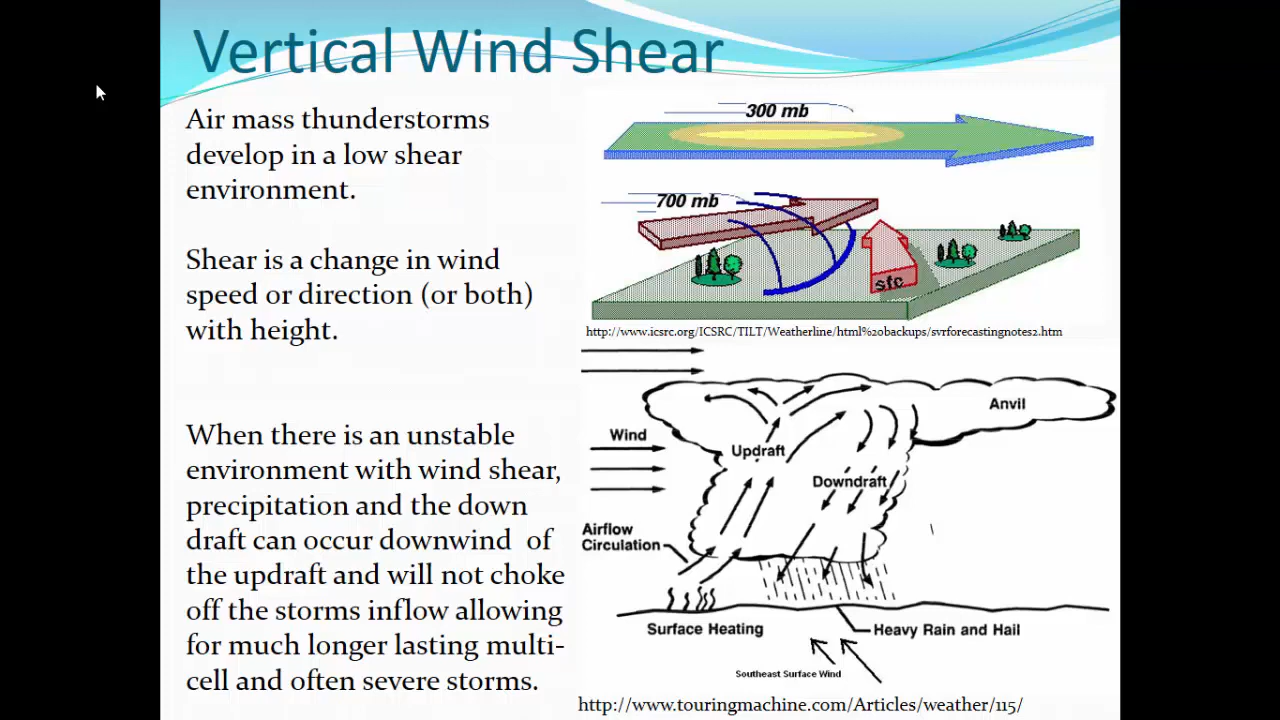 Vertical Wind Shear
Air mass thunderstorms
develop in a low shear
environment.
Shear is a change in wind
speed or direction (or both)
with height.
When there is an unstable
environment with wind shear,
precipitation and the down
draft can occur downwind of
the updraft and will not choke
off the storms inflow allowing
for much longer lasting multi-
cell and often severe storms.
300 mb
700 mb
sfc
http://www.icsrc.org/ICSRC/TILT/Weatherline/html%20backups/svrforecastingnotes2.htm
Anvil
Wind
Updraft
Downdraft
Airflow
Circulation
Surface Heating
Heavy Rain and Hail
Southeast Surface Wind
http://www.touringmachine.com/Articles/weather/115/